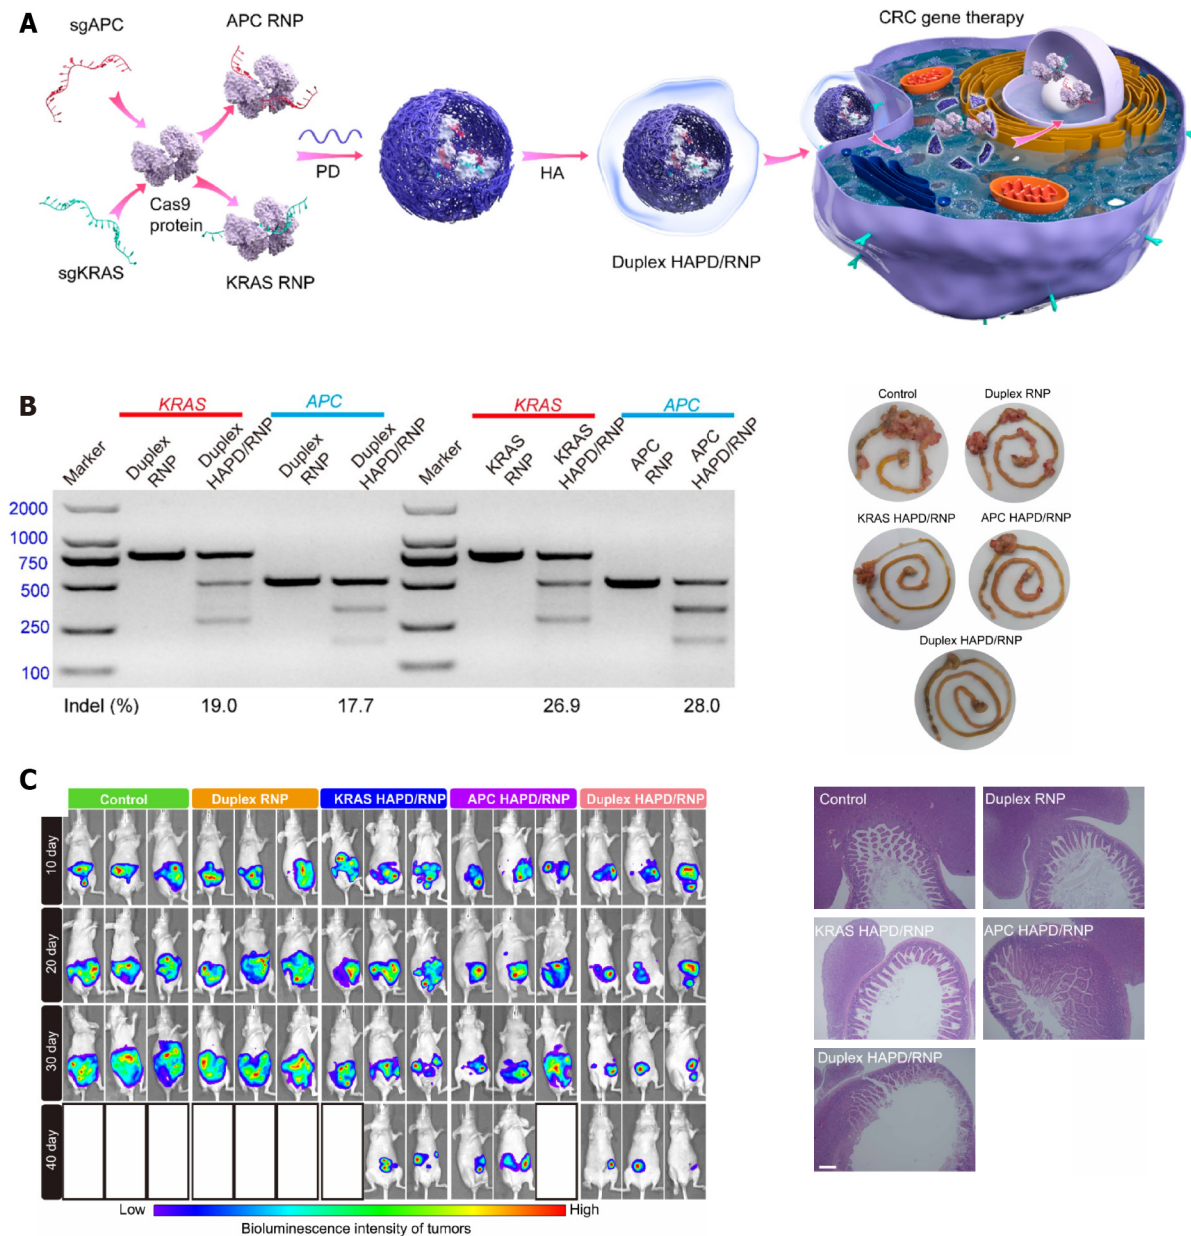 A
sgAPC
APC RNP
CRC gene therapy
PD
HA
Cas9
protein
sgKRAS
KRAS RNP
Duplex HAPD/RNP
B
KRAS
APC
KRAS
APC
Marker
Duplex
RNP
Duplex
HAPD/RNP
Duplex
RNP
Duplex
HAPD/RNP
Marker
KRAS
RNP
KRAS
HAPD/RNP
APC
RNP
APC
HAPD/RNP
2000
1000
750
500
250
100
Indel (%)
19.0
17.7
26.9
28.0
Control
Duplex RNP
KRAS HAPD/RNP
APC HAPD/RNP
Duplex HAPD/RNP
C
Control
Duplex RNP
KRAS HAPD/RNP
APC HAPD/RNP
Duplex HAPD/RNP
10 day
20 day
30 day
40 day
Low
High
Bioluminescence intensity of tumors
Control
Duplex RNP
KRAS HAPD/RNP
APC HAPD/RNP
Duplex HAPD/RNP